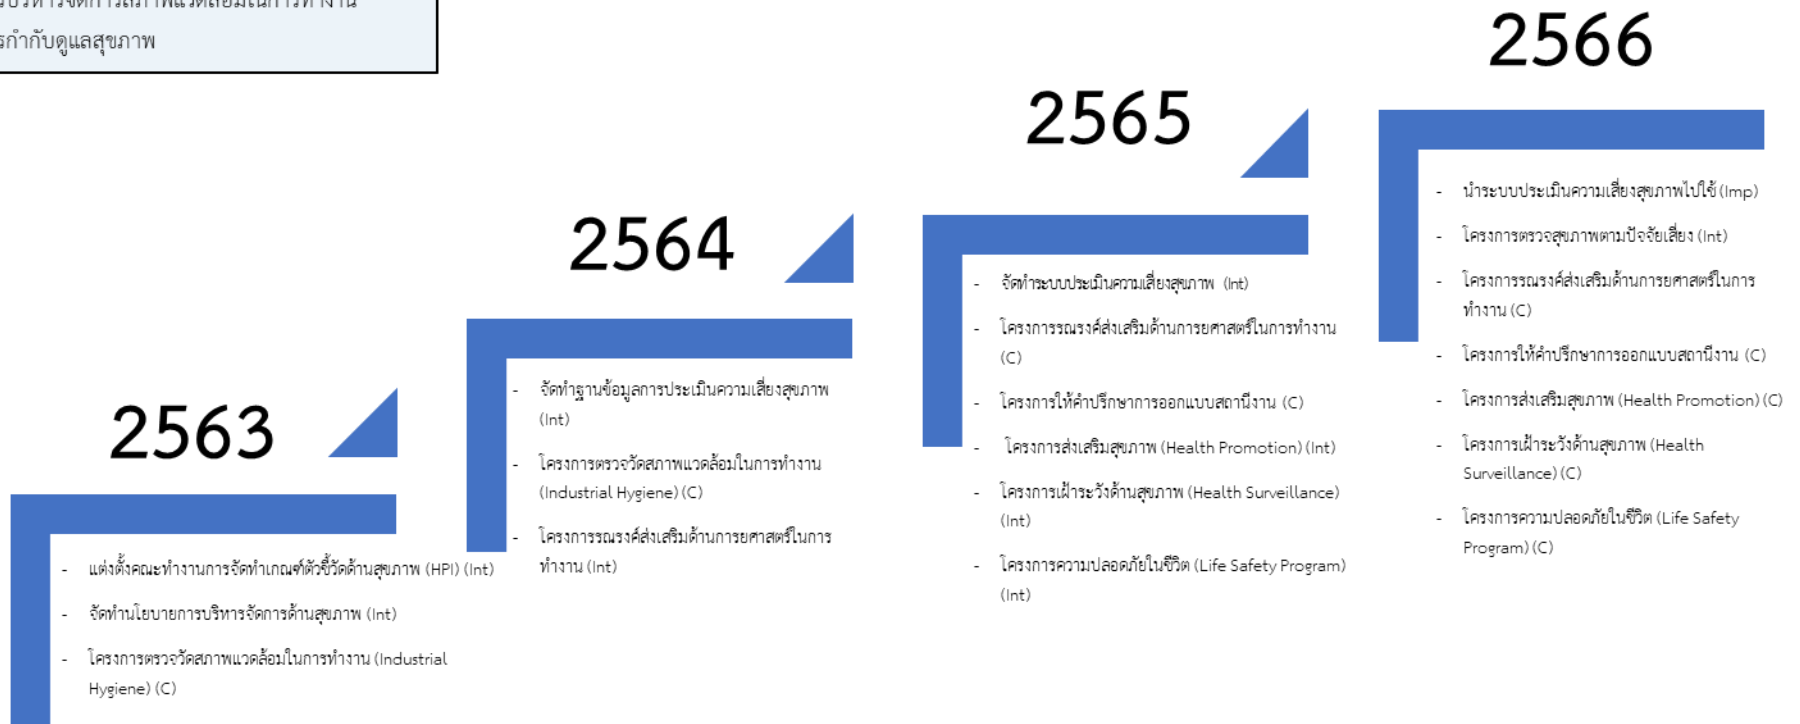 รกำกับดูแลสุขภาพ
2563
- แต่งตั้งคณะทำงานการจัดทำเกณฑ์ตัวชี้วัดด้านสุขภาพ (HPI) (Int)
- จัดทำนโยบายการบริหารจัดการด้านสุขภาพ (Int)
- โครงการตรวจวัดสภาพแวดล้อมในการทำงาน (Industrial
Hygiene) (C)
2564
- จัดทำฐานข้อมูลการประเมินความเสี่ยงสุขภาพ
(Int)
- โครงการตรวจวัดสภาพแวดล้อมในการทำงาน
(Industrial Hygiene) (C)
- โครงการรณรงค์ส่งเสริมด้านการยศาสตร์ในการ
ทำงาน (Int)
2565
- จัดทำระบบประเมินความเสี่ยงสุขภาพ (Int)
- โครงการรณรงค์ส่งเสริมด้านการยศาสตร์ในการทำงาน
(C)
- โครงการให้คำปรึกษาการออกแบบสถานีงาน (C)
- โครงการส่งเสริมสุขภาพ (Health Promotion) (Int)
- โครงการเฝ้าระวังด้านสุขภาพ (Health Surveillance)
(Int)
- โครงการความปลอดภัยในชีวิต (Life Safety Program)
(Int)
2566
- นำระบบประเมินความเสี่ยงสุขภาพไปใช้ (Imp)
- โครงการตรวจสุขภาพตามปัจจัยเสี่ยง (Int)
- โครงการรณรงค์ส่งเสริมด้านการยศาสตร์ในการ
ทำงาน (C)
- โครงการให้คำปรึกษาการออกแบบสถานีงาน (C)
- โครงการส่งเสริมสุขภาพ (Health Promotion) (C)
- โครงการเฝ้าระวังด้านสุขภาพ (Health
Surveillance) (C)
- โครงการความปลอดภัยในชีวิต (Life Safety
Program) (C)